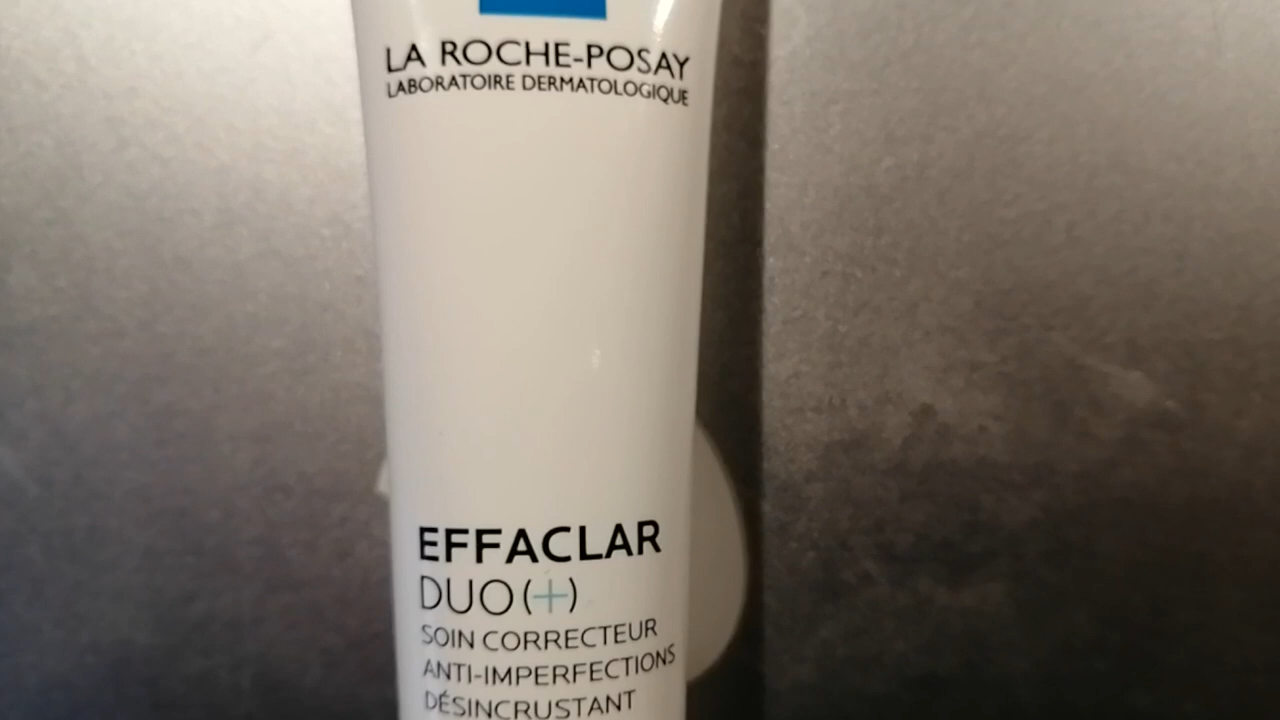 LA ROCHE-POSAY
LABORATOIRE DERMATOLOGIQUE
EFFACLAR
DUO(+)
SOIN CORRECTEUR
ANTI-IMPERFECTIONS
DÉSINCRUSTANT